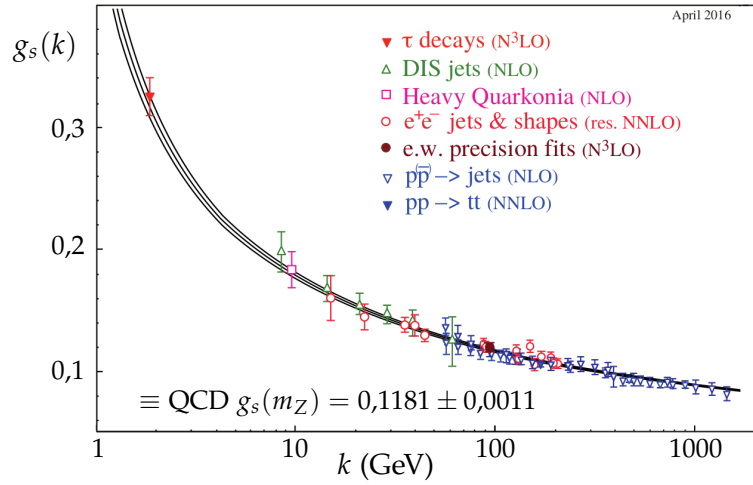 April 2016
g_s(k)
τ decays (N³LO)
DIS jets (NLO)
Heavy Quarkonia (NLO)
e⁺e⁻ jets & shapes (res. NNLO)
e.w. precision fits (N³LO)
p(p̄) –> jets (NLO)
pp –> tt (NNLO)
0,3
0,2
0,1
≡ QCD g_s(m_Z) = 0,1181 ± 0,0011
1 10 100 1000
k (GeV)